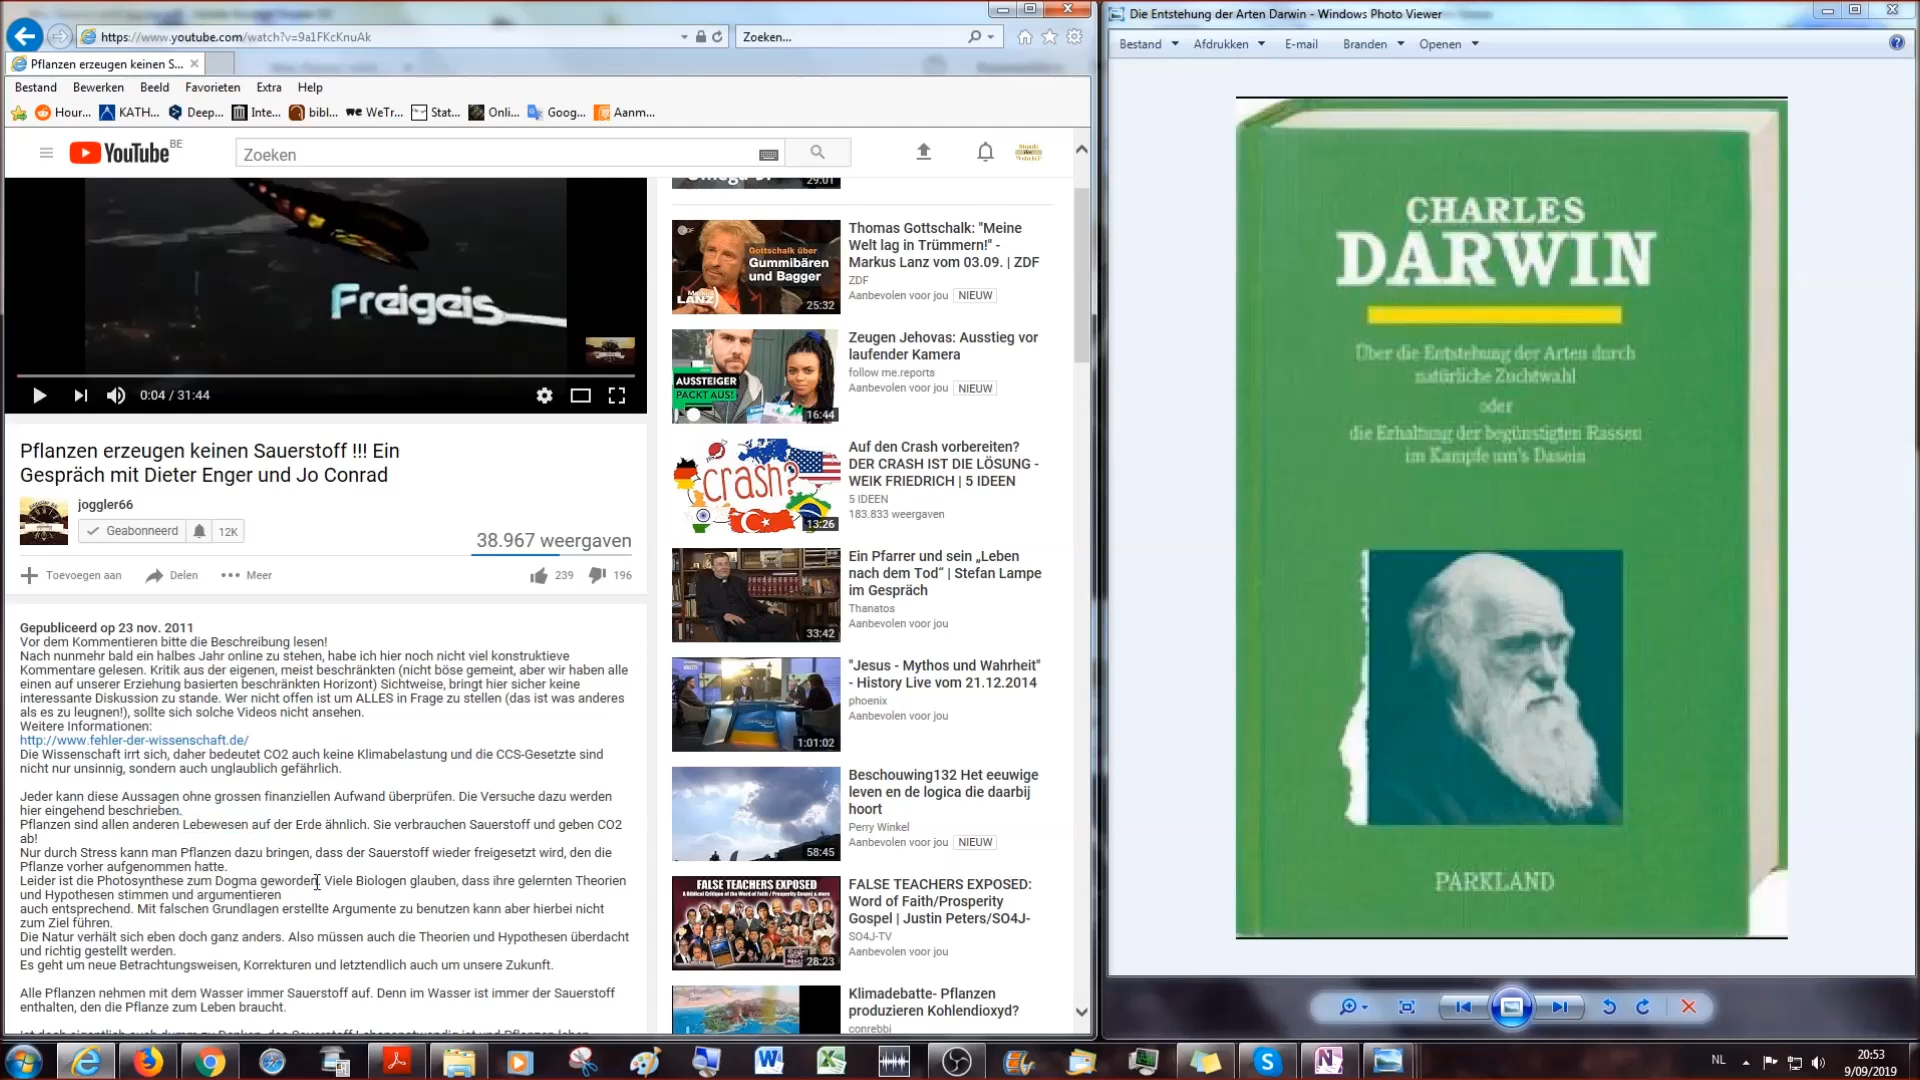 Die Entstehung der Arten Darwin - Windows Photo Viewer
https://www.youtube.com/watch?v=9a1FKcKnuAk
Zoeken...
Pflanzen erzeugen keinen S...
Bestand Bewerken Beeld Favorieten Extra Help
Hour... KATH... Deep... Inte... bibl... WeTr... Stat... Onli... Goog... Aanm...
YouTube BE
Zoeken
Freigeis
0:04 / 31:44
Pflanzen erzeugen keinen Sauerstoff !!! Ein
Gespräch mit Dieter Enger und Jo Conrad
joggler66
Geabonneerd 12K
38.967 weergaven
Toevoegen aan Delen Meer 239 196
Gepubliceerd op 23 nov. 2011
Vor dem Kommentieren bitte die Beschreibung lesen!
Nach nunmehr bald ein halbes Jahr online zu stehen, habe ich hier noch nicht viel konstruktieve
Kommentare gelesen. Kritik aus der eigenen, meist beschränkten (nicht böse gemeint, aber wir haben alle
einen auf unserer Erziehung basierten beschränkten Horizont) Sichtweise, bringt hier sicher keine
interessante Diskussion zu stande. Wer nicht offen ist um ALLES in Frage zu stellen (das ist was anderes
als es zu leugnen!), sollte sich solche Videos nicht ansehen.
Weitere Informationen:
http://www.fehler-der-wissenschaft.de/
Die Wissenschaft irrt sich, daher bedeutet CO2 auch keine Klimabelastung und die CCS-Gesetzte sind
nicht nur unsinnig, sondern auch unglaublich gefährlich.
Jeder kann diese Aussagen ohne grossen finanziellen Aufwand überprüfen. Die Versuche dazu werden
hier eingehend beschrieben.
Pflanzen sind allen anderen Lebewesen auf der Erde ähnlich. Sie verbrauchen Sauerstoff und geben CO2
ab!
Nur durch Stress kann man Pflanzen dazu bringen, dass der Sauerstoff wieder freigesetzt wird, den die
Pflanze vorher aufgenommen hatte.
Leider ist die Photosynthese zum Dogma geworden. Viele Biologen glauben, dass ihre gelernten Theorien
und Hypothesen stimmen und argumentieren
auch entsprechend. Mit falschen Grundlagen erstellte Argumente zu benutzen kann aber hierbei nicht
zum Ziel führen.
Die Natur verhält sich eben doch ganz anders. Also müssen auch die Theorien und Hypothesen überdacht
und richtig gestellt werden.
Es geht um neue Betrachtungsweisen, Korrekturen und letztendlich auch um unsere Zukunft.
Alle Pflanzen nehmen mit dem Wasser immer Sauerstoff auf. Denn im Wasser ist immer der Sauerstoff
enthalten, den die Pflanze zum Leben braucht.
29:01
Gottschalk über
Gummibären
und Bagger
MARKUS LANZ
25:32
Thomas Gottschalk: "Meine
Welt lag in Trümmern!" -
Markus Lanz vom 03.09. | ZDF
ZDF
Aanbevolen voor jou NIEUW
AUSSTEIGER
PACKT AUS!
16:44
Zeugen Jehovas: Ausstieg vor
laufender Kamera
follow me.reports
Aanbevolen voor jou NIEUW
crash?
13:26
Auf den Crash vorbereiten?
DER CRASH IST DIE LÖSUNG -
WEIK FRIEDRICH | 5 IDEEN
5 IDEEN
183.833 weergaven
33:42
Ein Pfarrer und sein „Leben
nach dem Tod“ | Stefan Lampe
im Gespräch
Thanatos
Aanbevolen voor jou
1:01:02
"Jesus - Mythos und Wahrheit"
- History Live vom 21.12.2014
phoenix
Aanbevolen voor jou
58:45
Beschouwing132 Het eeuwige
leven en de logica die daarbij
hoort
Perry Winkel
Aanbevolen voor jou NIEUW
FALSE TEACHERS EXPOSED
28:23
FALSE TEACHERS EXPOSED:
Word of Faith/Prosperity
Gospel | Justin Peters/SO4J-
SO4J-TV
Aanbevolen voor jou
Klimadebatte- Pflanzen
produzieren Kohlendioxyd?
conrebbi
Bestand Afdrukken E-mail Branden Openen
CHARLES
DARWIN
Über die Entstehung der Arten durch
natürliche Zuchtwahl
oder
die Erhaltung der begünstigten Rassen
im Kampfe um's Dasein
PARKLAND
NL
20:53
9/09/2019